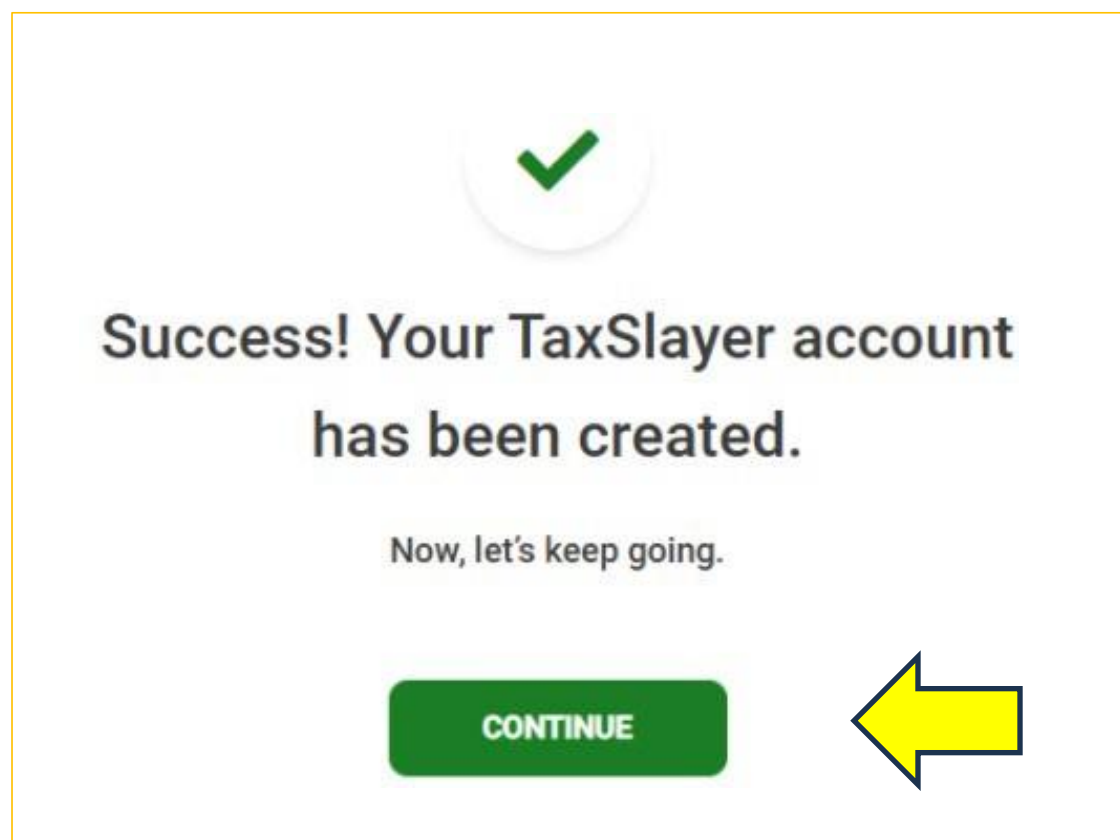 Success! Your TaxSlayer account
has been created.
Now, let's keep going.
CONTINUE